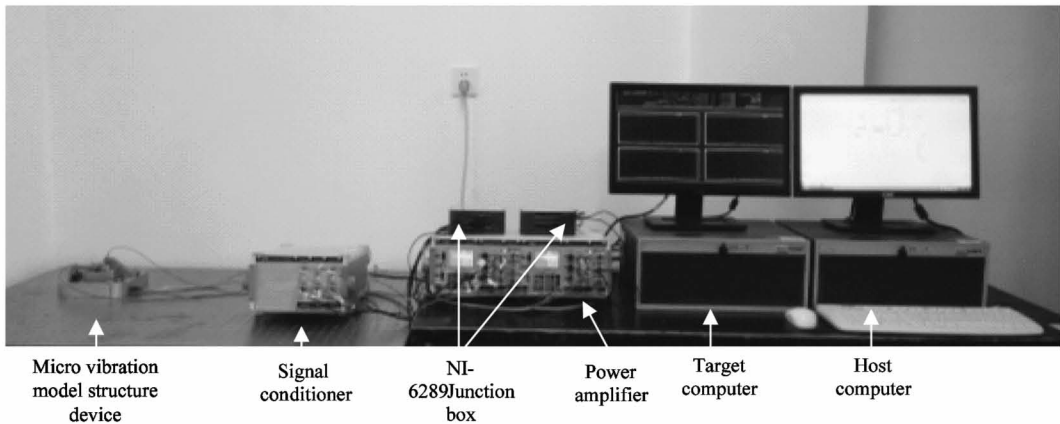 Micro vibration
model structure
device
Signal
conditioner
NI-
6289Junction
box
Power
amplifier
Target
computer
Host
computer